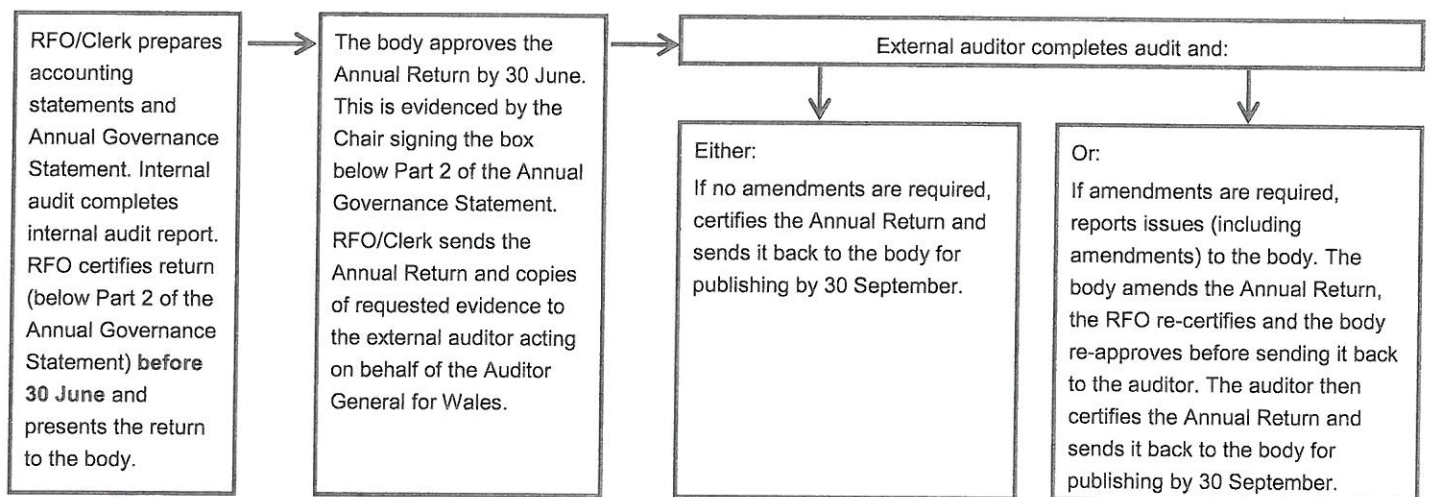 RFO/Clerk prepares
accounting
statements and
Annual Governance
Statement. Internal
audit completes
internal audit report.
RFO certifies return
(below Part 2 of the
Annual Governance
Statement) before
30 June and
presents the return
to the body.
The body approves the
Annual Return by 30 June.
This is evidenced by the
Chair signing the box
below Part 2 of the Annual
Governance Statement.
RFO/Clerk sends the
Annual Return and copies
of requested evidence to
the external auditor acting
on behalf of the Auditor
General for Wales.
External auditor completes audit and:
Either:
If no amendments are required,
certifies the Annual Return and
sends it back to the body for
publishing by 30 September.
Or:
If amendments are required,
reports issues (including
amendments) to the body. The
body amends the Annual Return,
the RFO re-certifies and the body
re-approves before sending it back
to the auditor. The auditor then
certifies the Annual Return and
sends it back to the body for
publishing by 30 September.